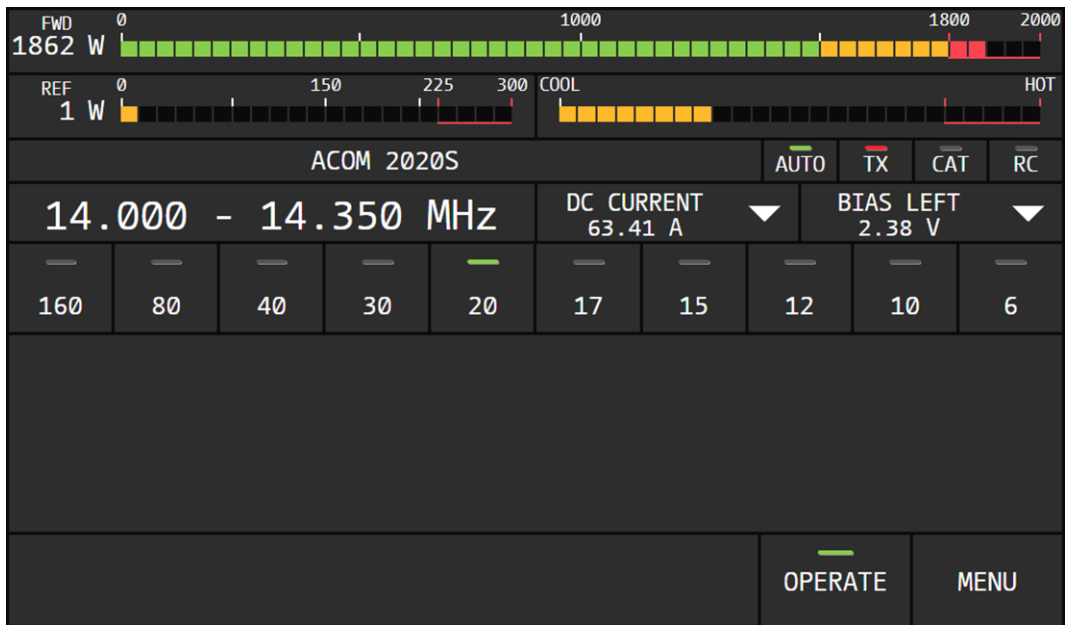 FWD 0 1000 1800 2000
1862 W
REF 0 150 225 300 COOL HOT
1 W
ACOM 2020S AUTO TX CAT RC
14.000 - 14.350 MHz DC CURRENT BIAS LEFT
63.41 A 2.38 V
160 80 40 30 20 17 15 12 10 6
OPERATE MENU